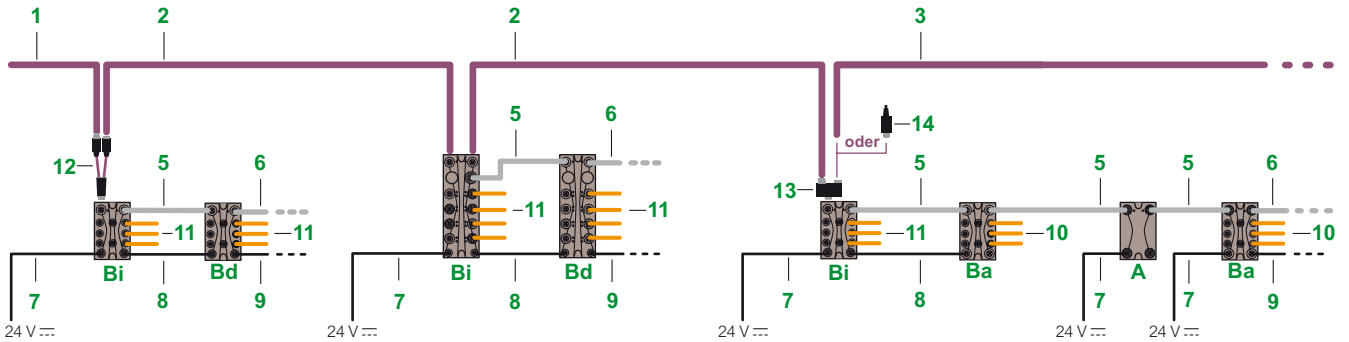 1 2 2 3
5 6 14
oder
12 5 6 13 5 5 5 6
11 11 11 11 11 10 10
Bi Bd Bi Bd Bi Ba A Ba
7 8 9 7 8 9 7 8 7 7 9
24 V 24 V 24 V 24 V 24 V